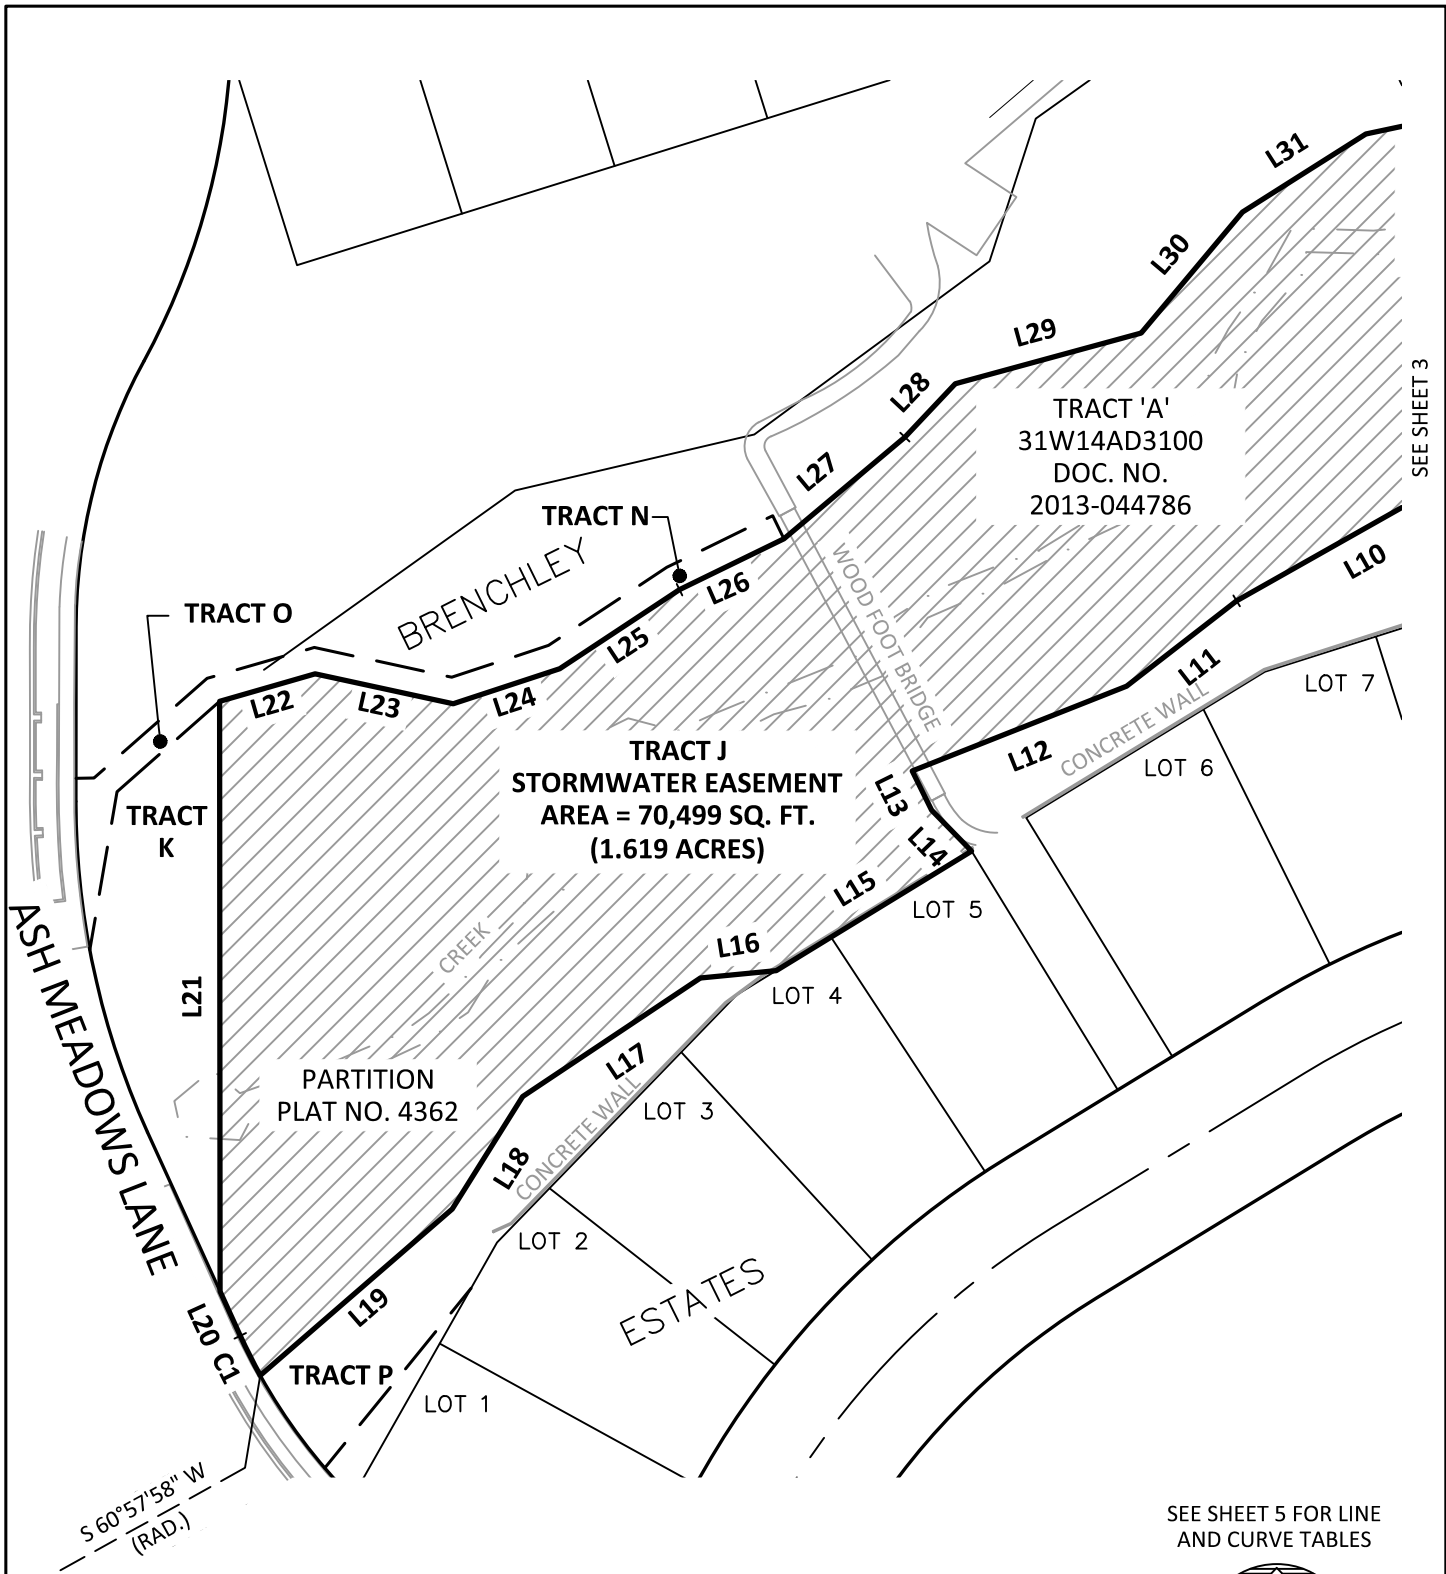 L31
L30
L29
L28
SEE SHEET 3
TRACT 'A'
31W14AD3100
DOC. NO.
2013-044786
L27
TRACT N
BRENCHLEY
WOOD FOOT BRIDGE
L10
L26
TRACT O
L25
L11
L22
L23
L24
LOT 7
CONCRETE WALL
L12
LOT 6
TRACT J
STORMWATER EASEMENT
AREA = 70,499 SQ. FT.
(1.619 ACRES)
L13
TRACT
K
L14
L15
LOT 5
L16
CREEK
L21
LOT 4
ASH MEADOWS LANE
L17
PARTITION
PLAT NO. 4362
LOT 3
CONCRETE WALL
L18
LOT 2
ESTATES
L19
L20
C1
TRACT P
LOT 1
S 60°57'58" W
(RAD.)
SEE SHEET 5 FOR LINE
AND CURVE TABLES